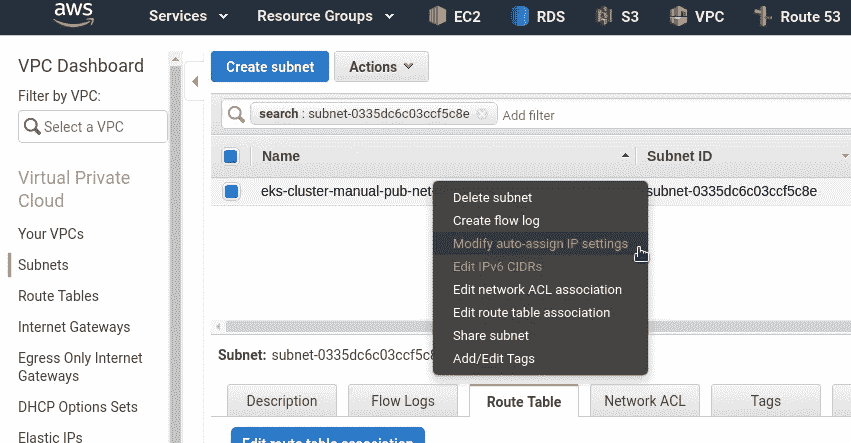 aws
Services
Resource Groups
EC2
RDS
S3
VPC
Route 53
VPC Dashboard
Filter by VPC:
Select a VPC
Virtual Private
Cloud
Your VPCs
Subnets
Route Tables
Internet Gateways
Egress Only Internet
Gateways
DHCP Options Sets
Elastic IPs
Create subnet
Actions
search : subnet-0335dc6c03ccf5c8e
Add filter
Name
Subnet ID
eks-cluster-manual-pub-net-
subnet-0335dc6c03ccf5c8e
Delete subnet
Create flow log
Modify auto-assign IP settings
Edit IPv6 CIDRs
Edit network ACL association
Edit route table association
Share subnet
Add/Edit Tags
Subnet: subnet-0335dc6c03ccf5c8
Description
Flow Logs
Route Table
Network ACL
Tags
Edit route table association